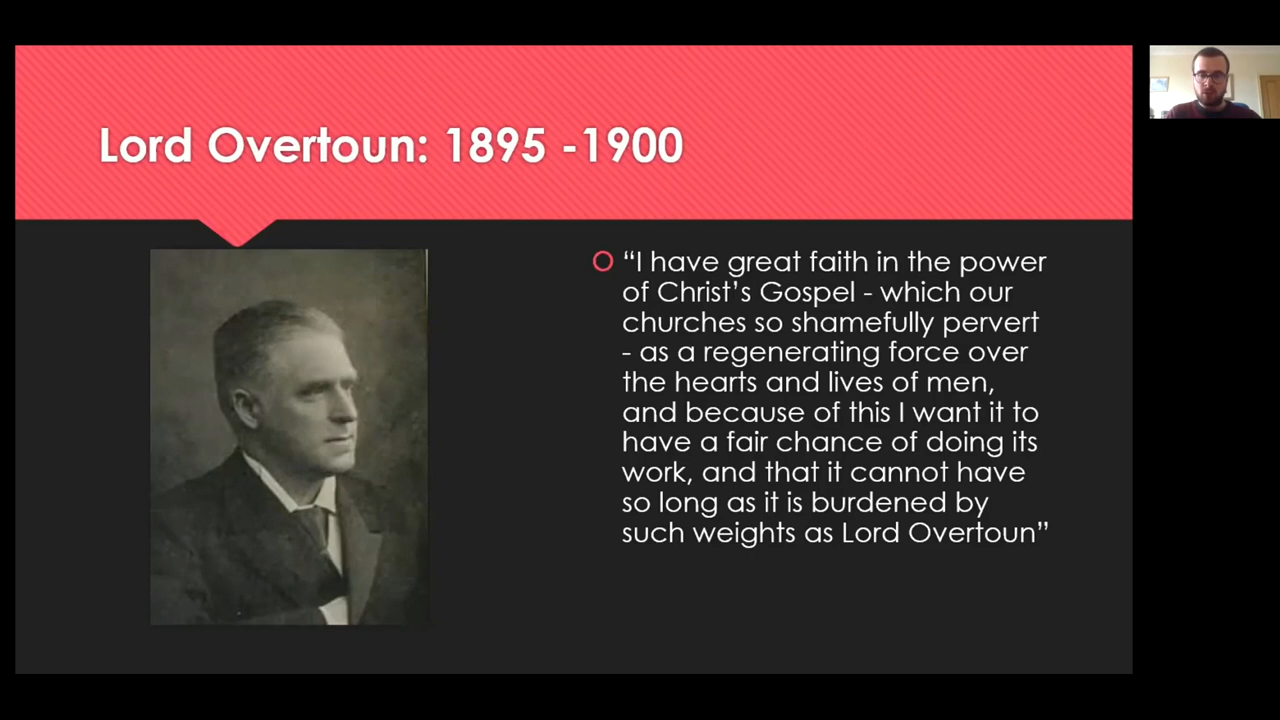 Lord Overtoun: 1895 -1900
“I have great faith in the power
of Christ’s Gospel - which our
churches so shamefully pervert
- as a regenerating force over
the hearts and lives of men,
and because of this I want it to
have a fair chance of doing its
work, and that it cannot have
so long as it is burdened by
such weights as Lord Overtoun”